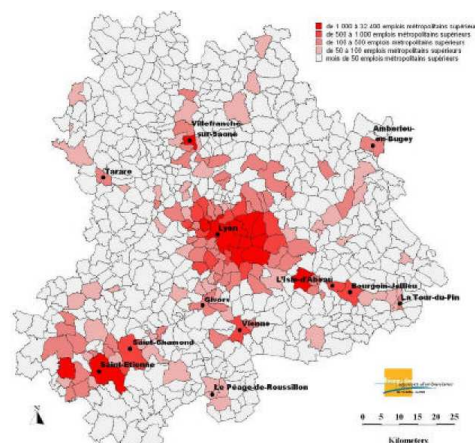 de 1 000 à 32 400 emplois métropolitains supérieurs
de 500 à 1 000 emplois métropolitains supérieurs
de 100 à 500 emplois métropolitains supérieurs
de 50 à 100 emplois métropolitains supérieurs
mois de 50 emplois métropolitains supérieurs
Villefranche-
sur-Saone
Amberieu-
en-Bugey
Tarare
Lyon
L'Isle-d'Abeau
Bourgoin-Jallieu
La Tour-du-Pin
Givors
Vienne
Saint-Chamond
Saint-Etienne
Le Péage-de-Roussillon
N
0 5 10 15 20 25 30
Kilometers